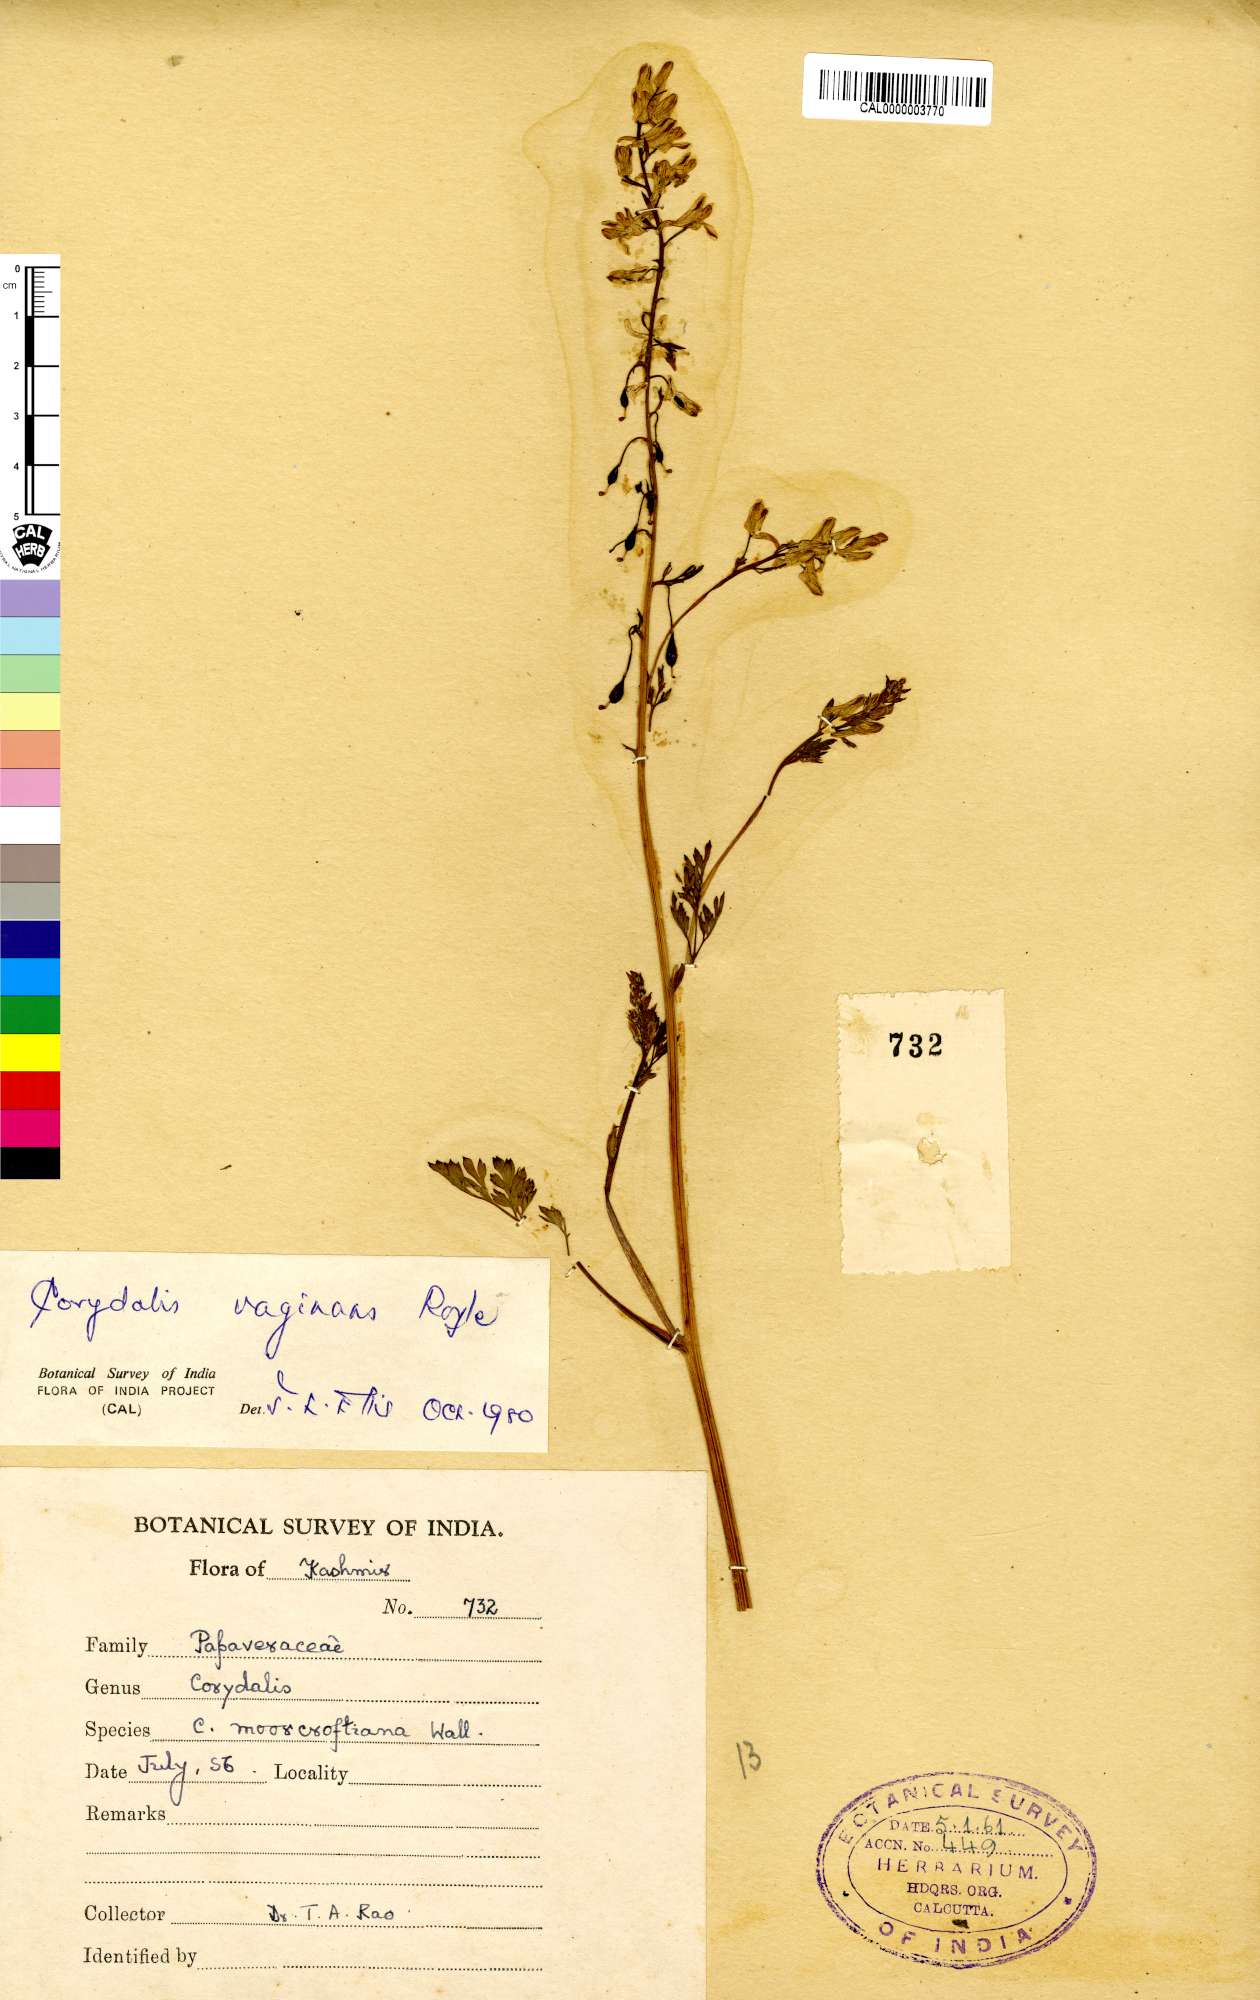 CAL0000003770
0
cm
1
2
3
4
5
CAL
HERB
732
Corydalis vaginans Royle
Botanical Survey of India
FLORA OF INDIA PROJECT
(CAL)
Det. J. L. Ellis Oct. 1980
BOTANICAL SURVEY OF INDIA.
Flora of Kashmir
No. 732
Family Papaveraceae
Genus Corydalis
Species C. moorcroftiana Wall.
Date July, 56. Locality
Remarks
Collector Dr. T. A. Rao
Identified by
13
BOTANICAL SURVEY
DATE 5.1.61
ACCN. No. 449
HERBARIUM.
HDQRS. ORG.
CALCUTTA.
OF INDIA